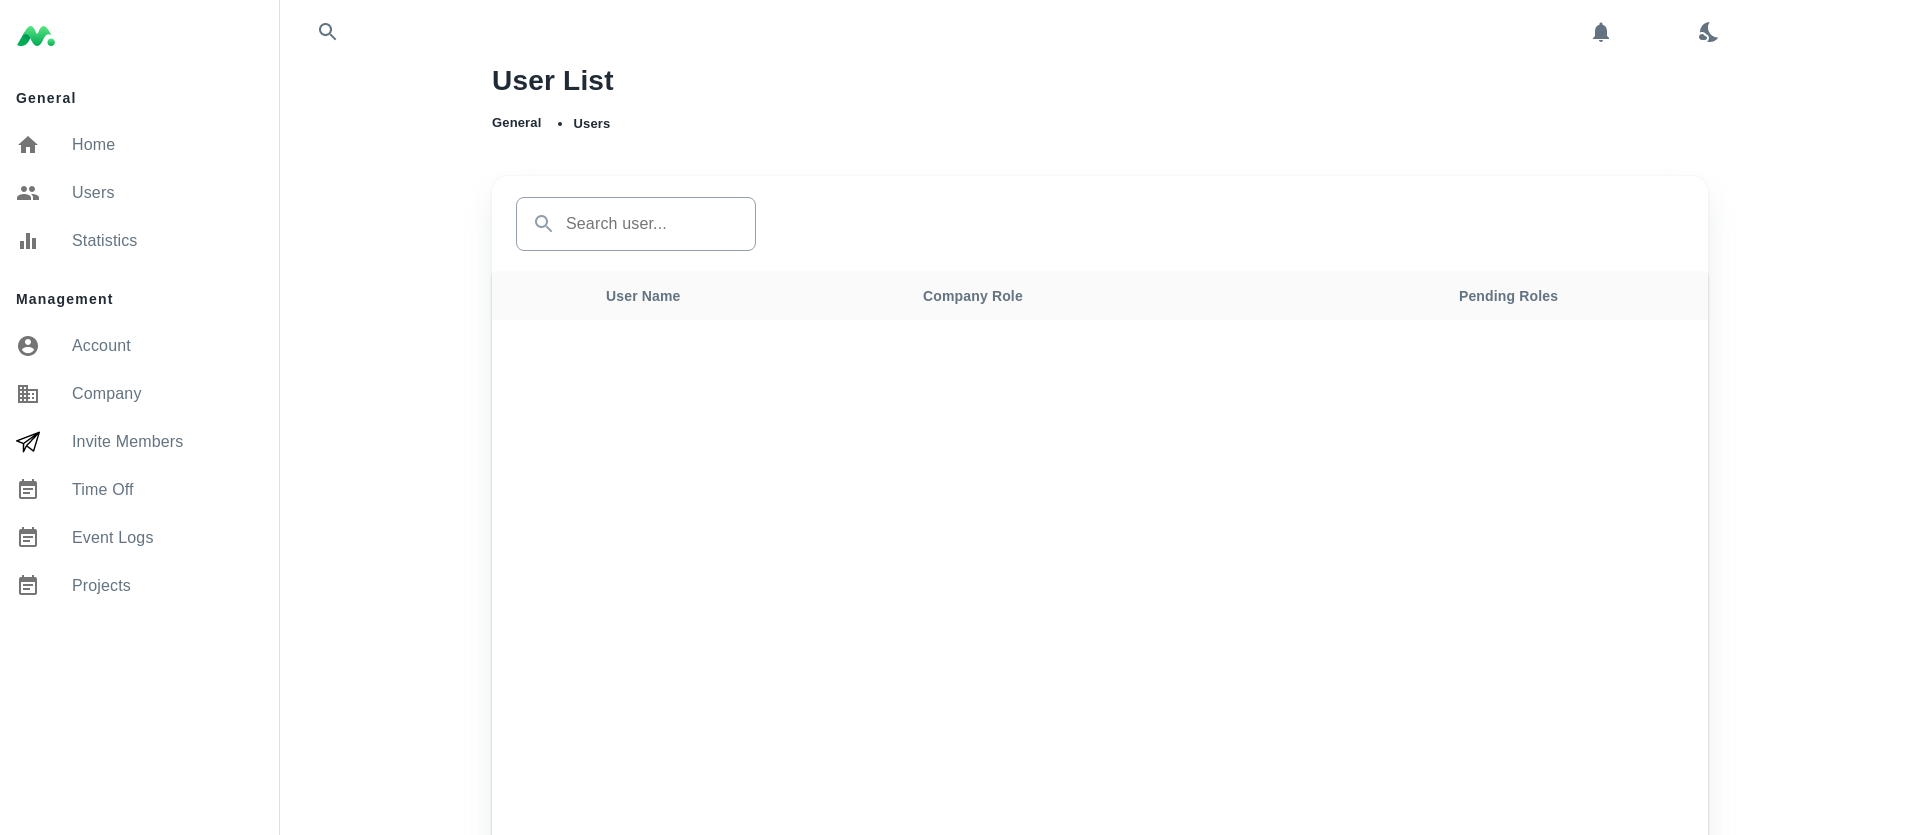 General
Home
Users
Statistics
Management
Account
Company
Invite Members
Time Off
Event Logs
Projects
User List
General • Users
Search user...
User Name Company Role Pending Roles